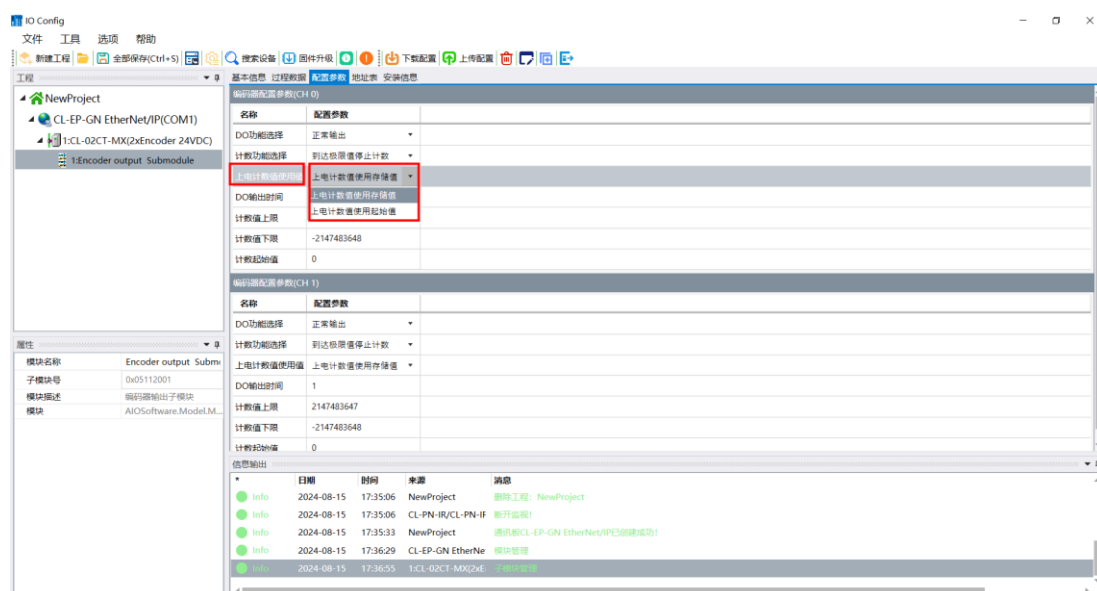 IO Config
文件 工具 选项 帮助
新建工程 全部保存(Ctrl+S) 搜索设备 固件升级 下载配置 上传配置
工程
NewProject
CL-EP-GN EtherNet/IP(COM1)
1:CL-02CT-MX(2xEncoder 24VDC)
1:Encoder output Submodule
属性
模块名称 Encoder output Subm
子模块号 0x05112001
模块描述 编码器输出子模块
模块 AIOSoftware.Model.M...
基本信息 过程数据 配置参数 地址表 安装信息
编码器配置参数(CH 0)
名称 配置参数
DO功能选择 正常输出
计数功能选择 到达极限值停止计数
上电计数值使用值 上电计数值使用存储值
上电计数值使用存储值
上电计数值使用起始值
DO输出时间
计数值上限
计数值下限 -2147483648
计数起始值 0
编码器配置参数(CH 1)
名称 配置参数
DO功能选择 正常输出
计数功能选择 到达极限值停止计数
上电计数值使用值 上电计数值使用存储值
DO输出时间 1
计数值上限 2147483647
计数值下限 -2147483648
计数起始值 0
信息输出
* 日期 时间 来源 消息
Info 2024-08-15 17:35:06 NewProject 删除工程：NewProject
Info 2024-08-15 17:35:06 CL-PN-IR/CL-PN-IF 断开监视!
Info 2024-08-15 17:35:33 NewProject 通讯板CL-EP-GN EtherNet/IP已创建成功!
Info 2024-08-15 17:36:29 CL-EP-GN EtherNe 模块管理
Info 2024-08-15 17:36:55 1:CL-02CT-MX(2xE 子模块管理